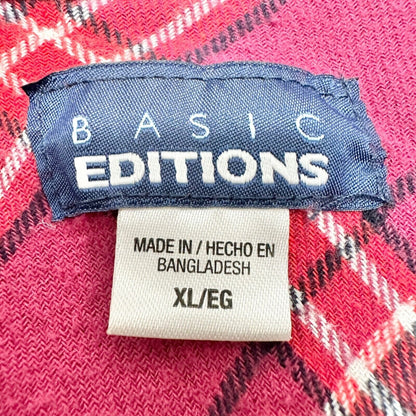 BASIC
EDITIONS
MADE IN / HECHO EN
BANGLADESH
XL/EG